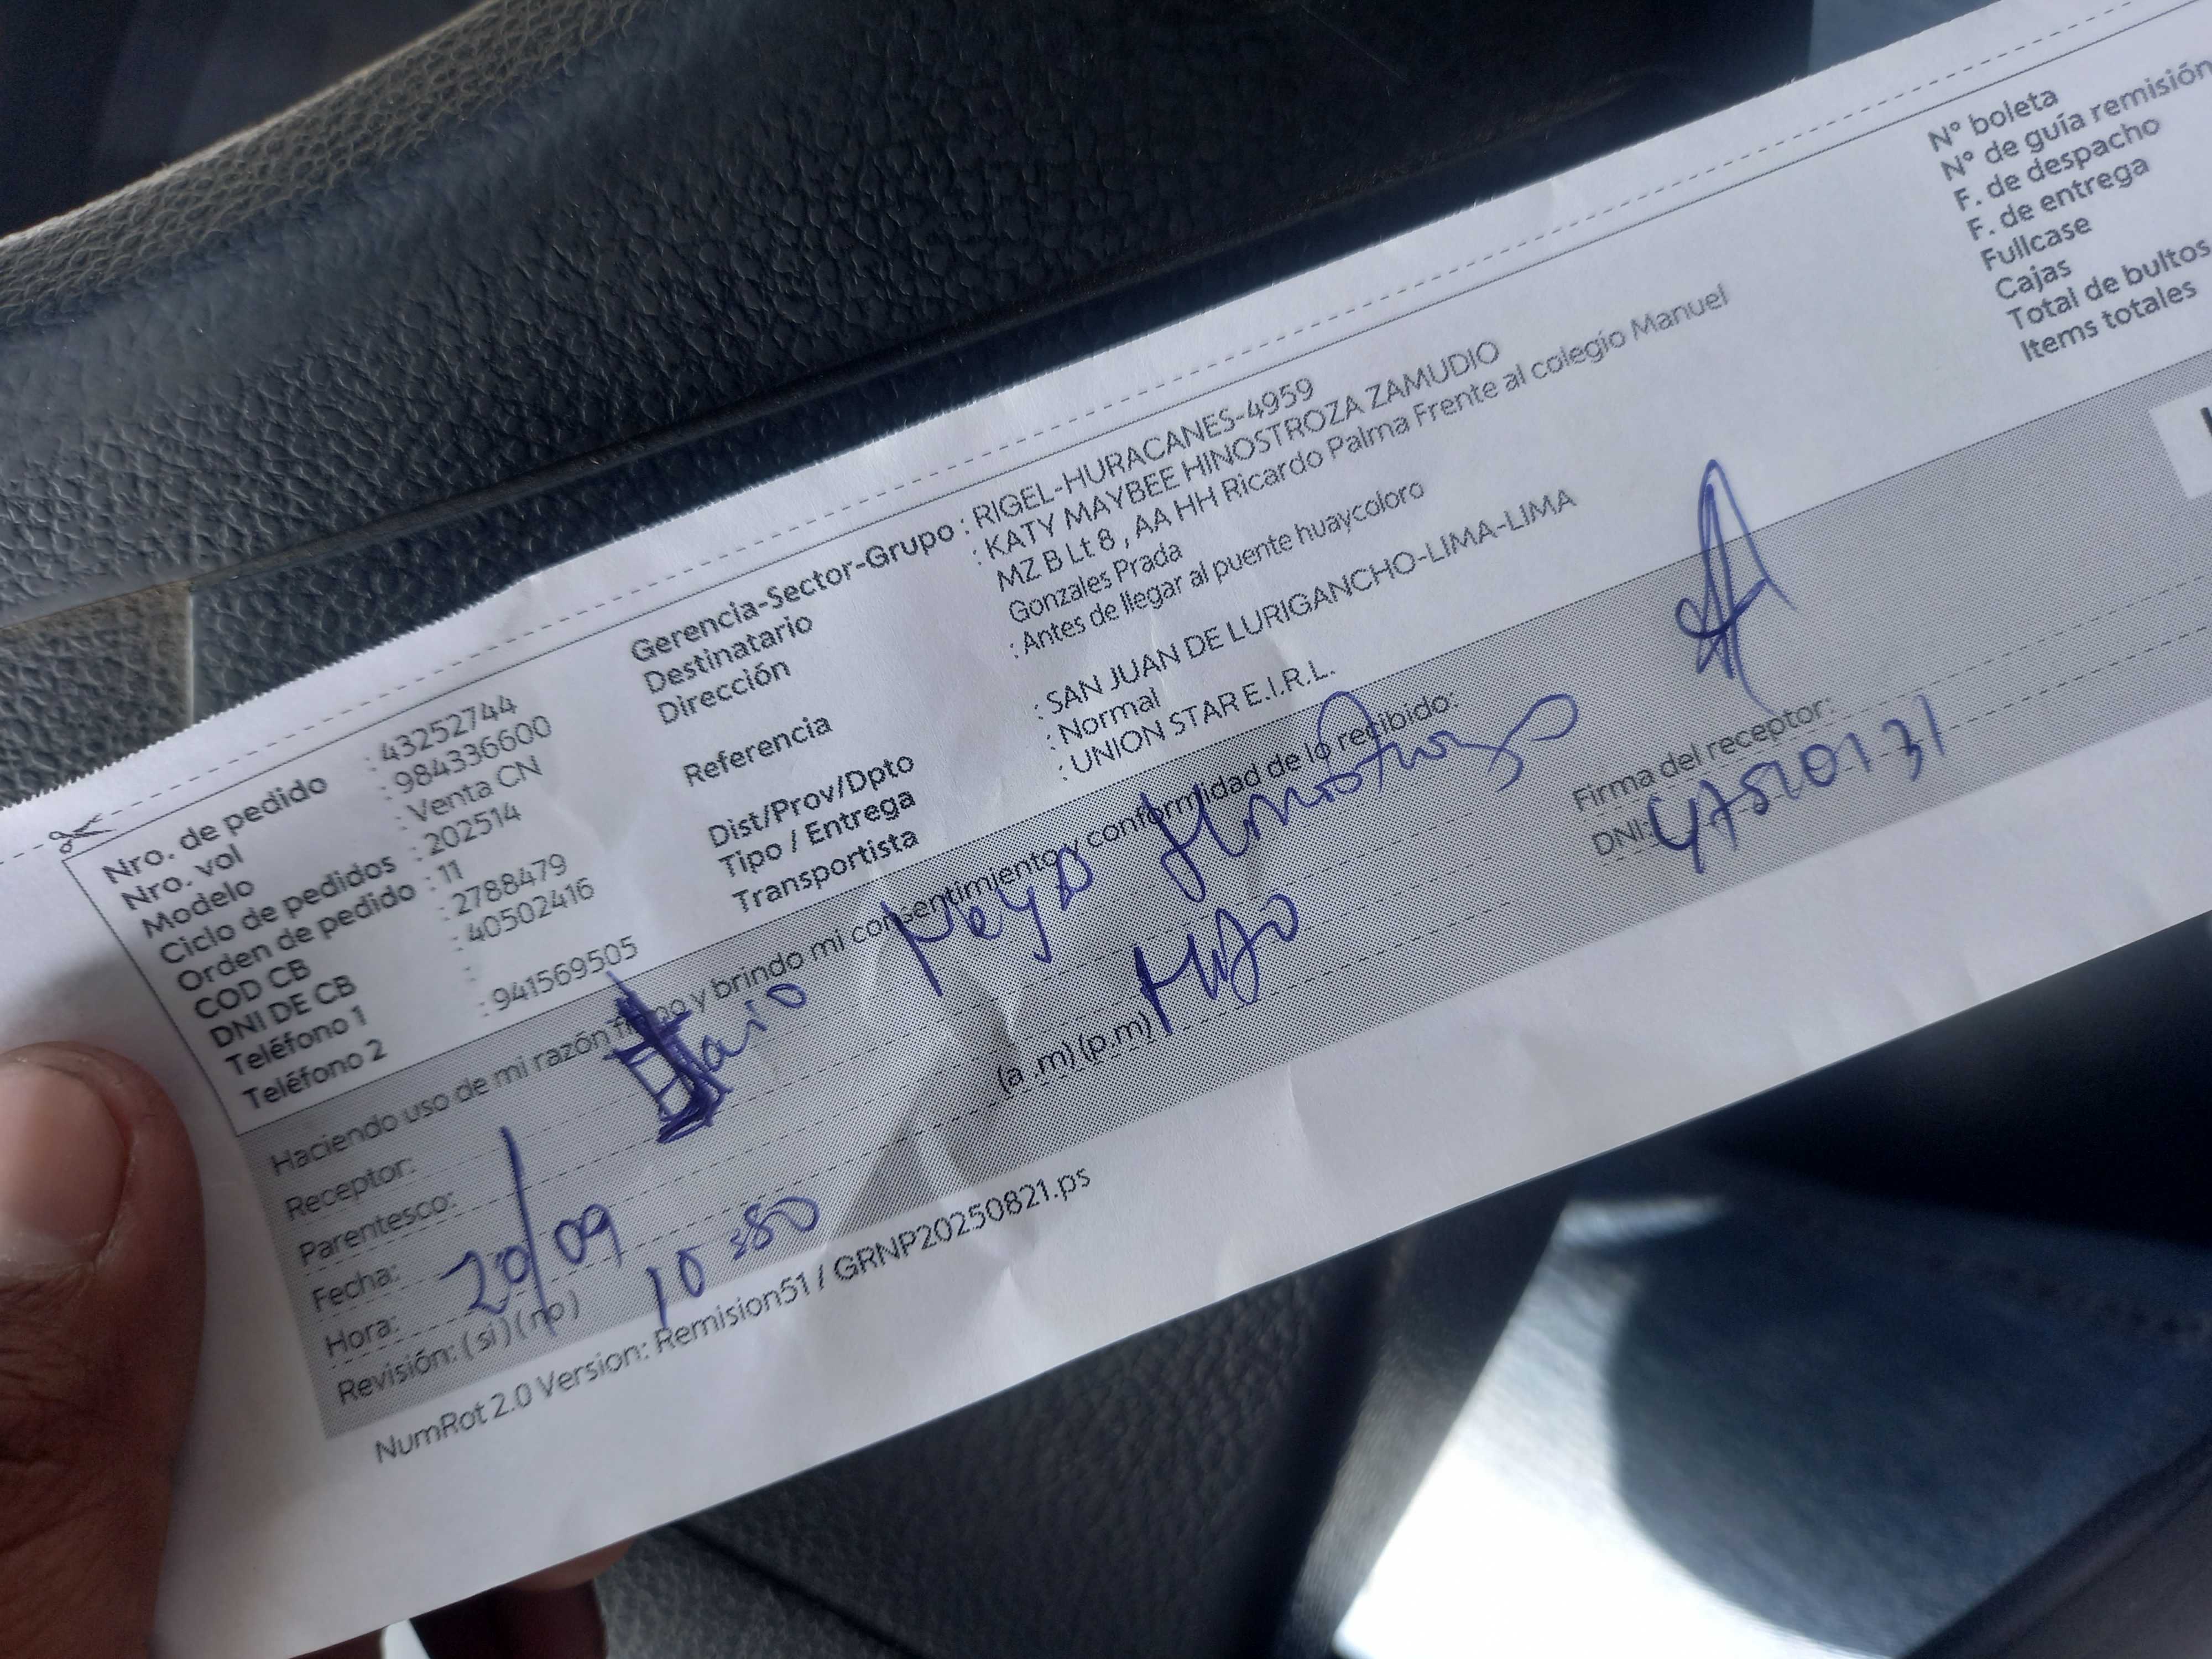 Nro. de pedido : 43252744
Nro. vol : 984336600
Modelo : Venta CN
Ciclo de pedidos : 202514
Orden de pedido : 11
COD CB : 2788479
DNI DE CB : 40502416
Teléfono 1 :
Teléfono 2 : 941569505
Gerencia-Sector-Grupo : RIGEL-HURACANES-4959
Destinatario : KATY MAYBEE HINOSTROZA ZAMUDIO
Dirección MZ B Lt 8 , AA HH Ricardo Palma Frente al colegio Manuel
Gonzales Prada
Referencia : Antes de llegar al puente huaycoloro
Dist/Prov/Dpto : SAN JUAN DE LURIGANCHO-LIMA-LIMA
Tipo / Entrega : Normal
Transportista : UNION STAR E.I.R.L.
N° boleta
N° de guía remisión
F. de despacho
F. de entrega
Fullcase
Cajas
Total de bultos
Items totales
Haciendo uso de mi razón firmo y brindo mi consentimiento y conformidad de lo recibido:
Receptor:
Parentesco: Hijo
Fecha: 20/09
Hora: 10 (a .m) (p.m)
Revisión: ( si ) ( no )
Firma del receptor:
DNI:
NumRot 2.0 Version: Remision51 / GRNP20250821.ps